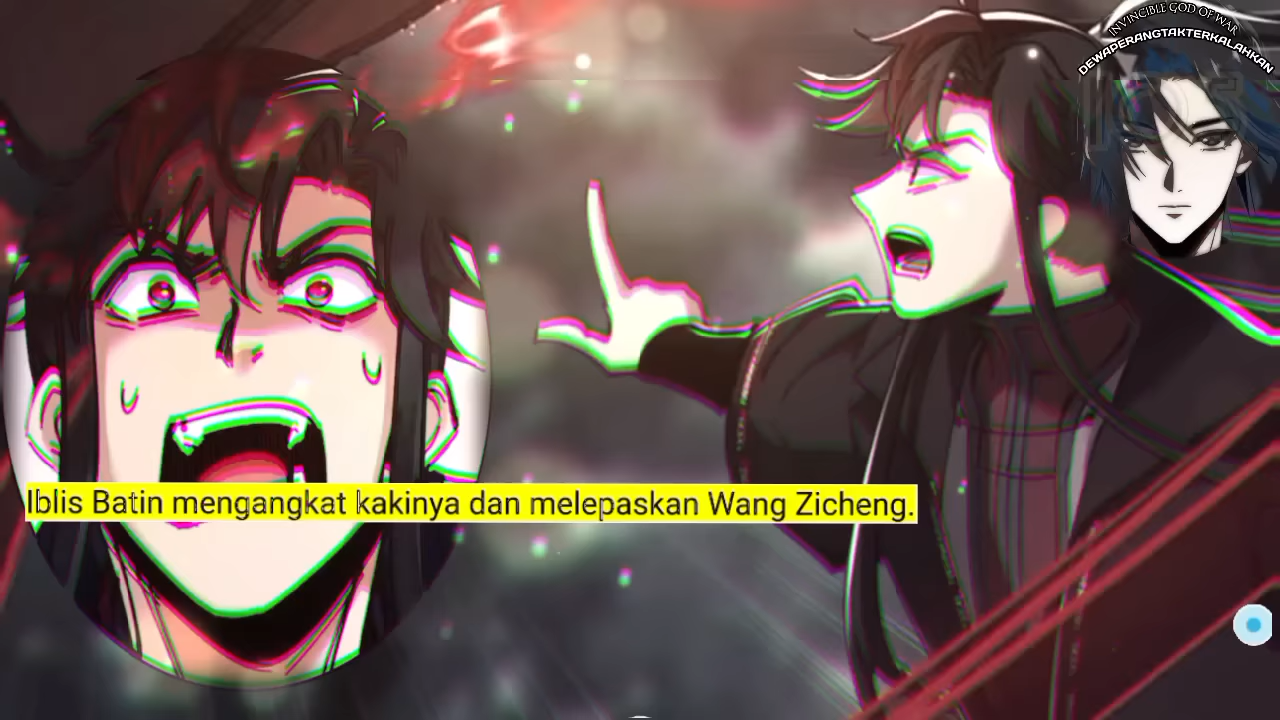 INVINCIBLE GOD OF WAR
DEWAPERANGTAKTERKALAHKAN
Iblis Batin mengangkat kakinya dan melepaskan Wang Zicheng.